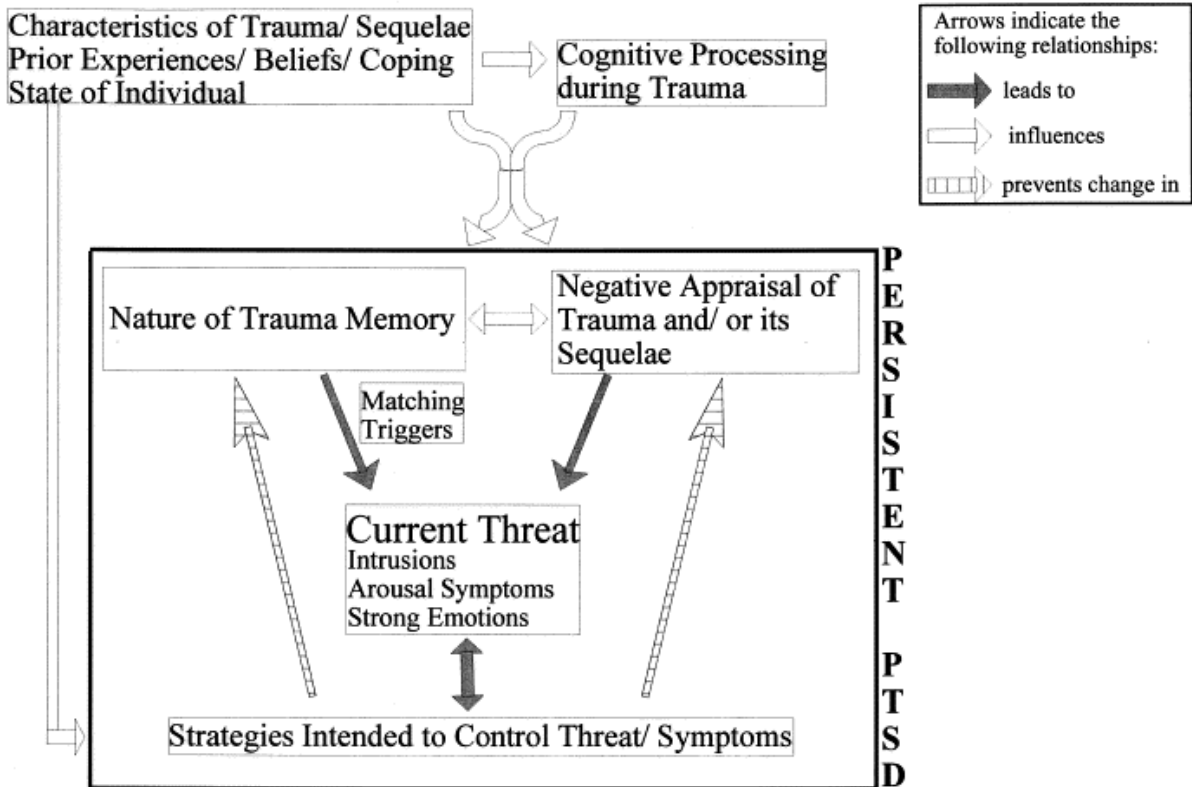 Characteristics of Trauma/ Sequelae
Prior Experiences/ Beliefs/ Coping
State of Individual
Cognitive Processing
during Trauma
Arrows indicate the
following relationships:
leads to
influences
prevents change in
Nature of Trauma Memory
Negative Appraisal of
Trauma and/ or its
Sequelae
Matching
Triggers
Current Threat
Intrusions
Arousal Symptoms
Strong Emotions
Strategies Intended to Control Threat/ Symptoms
PERSISTENT PTSD